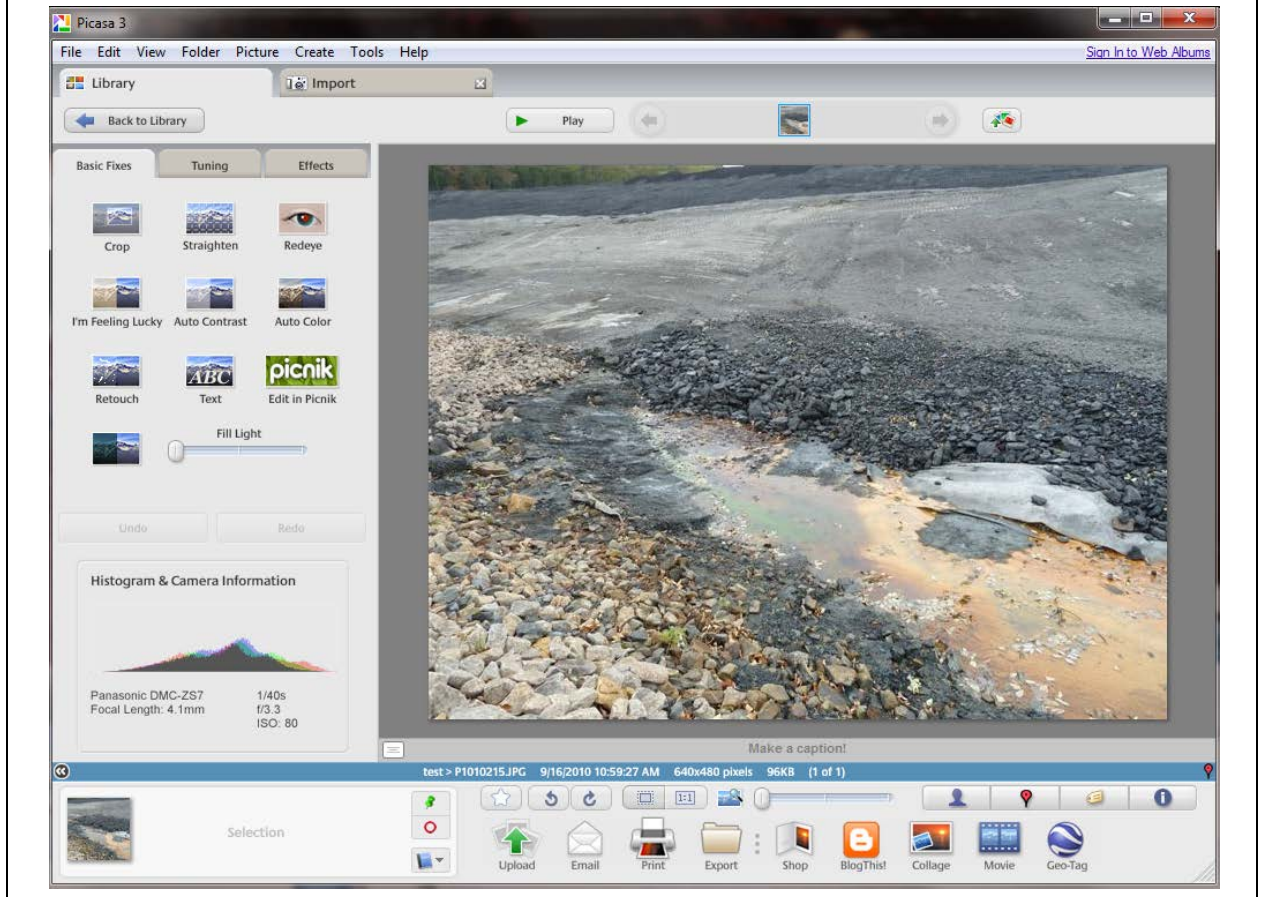 Picasa 3
File Edit View Folder Picture Create Tools Help Sign In to Web Albums
Library Import
Back to Library Play
Basic Fixes Tuning Effects
Crop Straighten Redeye
I'm Feeling Lucky Auto Contrast Auto Color
ABC picnik
Retouch Text Edit in Picnik
Fill Light
Undo Redo
Histogram & Camera Information
Panasonic DMC-ZS7 1/40s
Focal Length: 4.1mm f/3.3
ISO: 80
Make a caption!
test > P1010215.JPG 9/16/2010 10:59:27 AM 640x480 pixels 96KB (1 of 1)
1:1
Selection
Upload Email Print Export Shop BlogThis! Collage Movie Geo-Tag